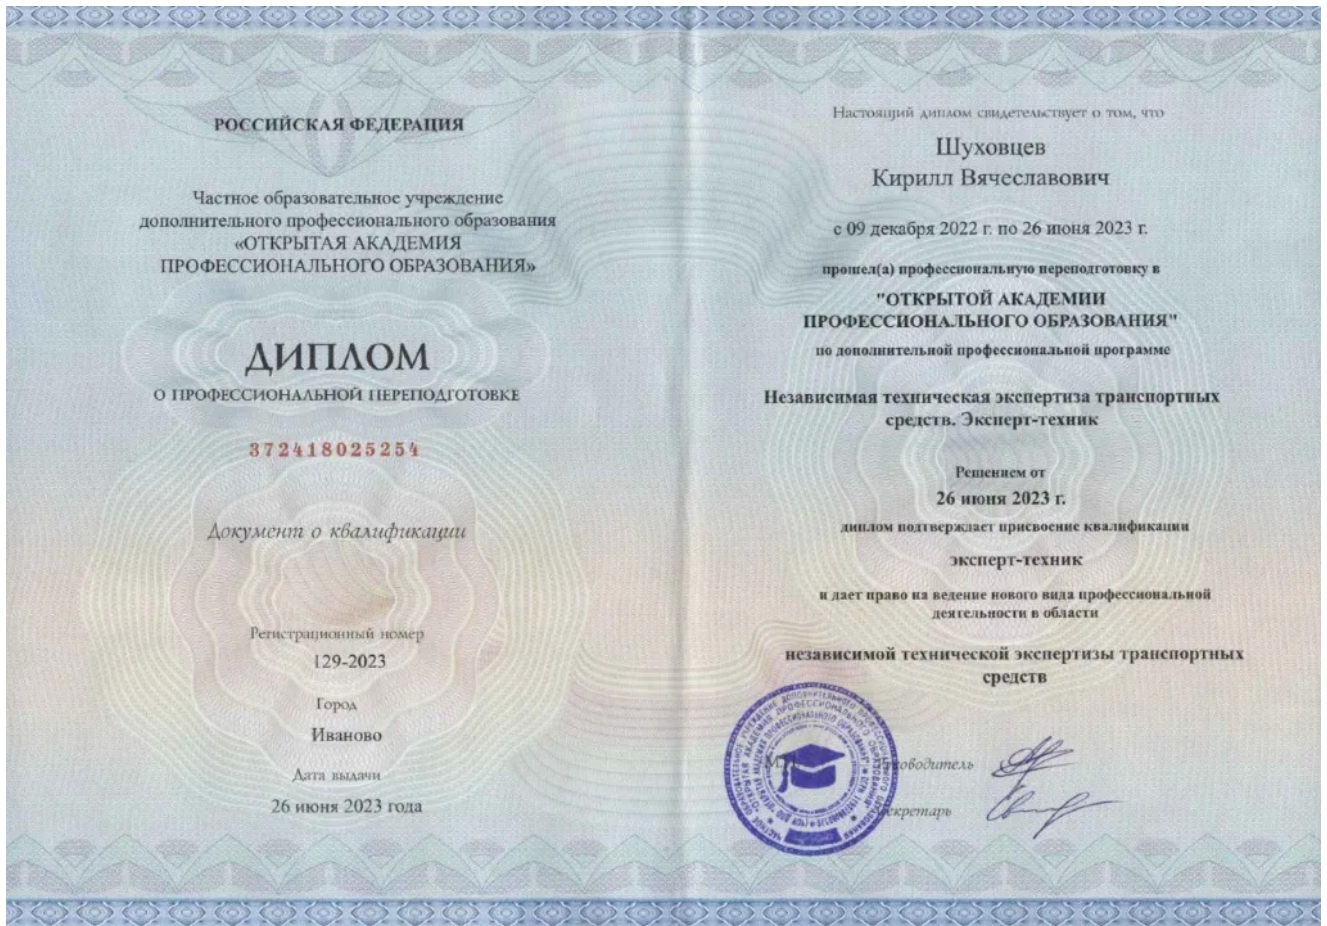 РОССИЙСКАЯ ФЕДЕРАЦИЯ
Частное образовательное учреждение
дополнительного профессионального образования
«ОТКРЫТАЯ АКАДЕМИЯ
ПРОФЕССИОНАЛЬНОГО ОБРАЗОВАНИЯ»
ДИПЛОМ
О ПРОФЕССИОНАЛЬНОЙ ПЕРЕПОДГОТОВКЕ
372418025254
Документ о квалификации
Регистрационный номер
129-2023
Город
Иваново
Дата выдачи
26 июня 2023 года
Настоящий диплом свидетельствует о том, что
Шуховцев
Кирилл Вячеславович
с 09 декабря 2022 г. по 26 июня 2023 г.
прошел(а) профессиональную переподготовку в
"ОТКРЫТОЙ АКАДЕМИИ
ПРОФЕССИОНАЛЬНОГО ОБРАЗОВАНИЯ"
по дополнительной профессиональной программе
Независимая техническая экспертиза транспортных
средств. Эксперт-техник
Решением от
26 июня 2023 г.
диплом подтверждает присвоение квалификации
эксперт-техник
и дает право на ведение нового вида профессиональной
деятельности в области
независимой технической экспертизы транспортных
средств
М.П.
Руководитель
Секретарь